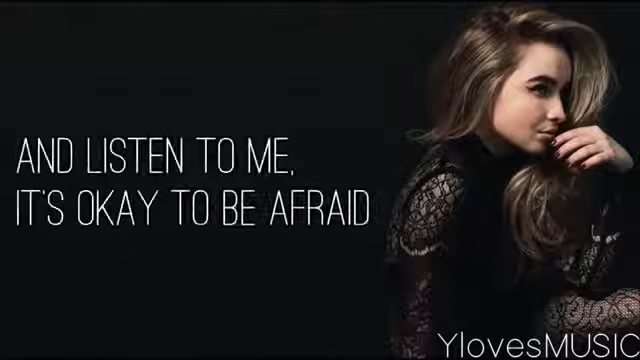 AND LISTEN TO ME,
IT'S OKAY TO BE AFRAID
YlovesMUSIC